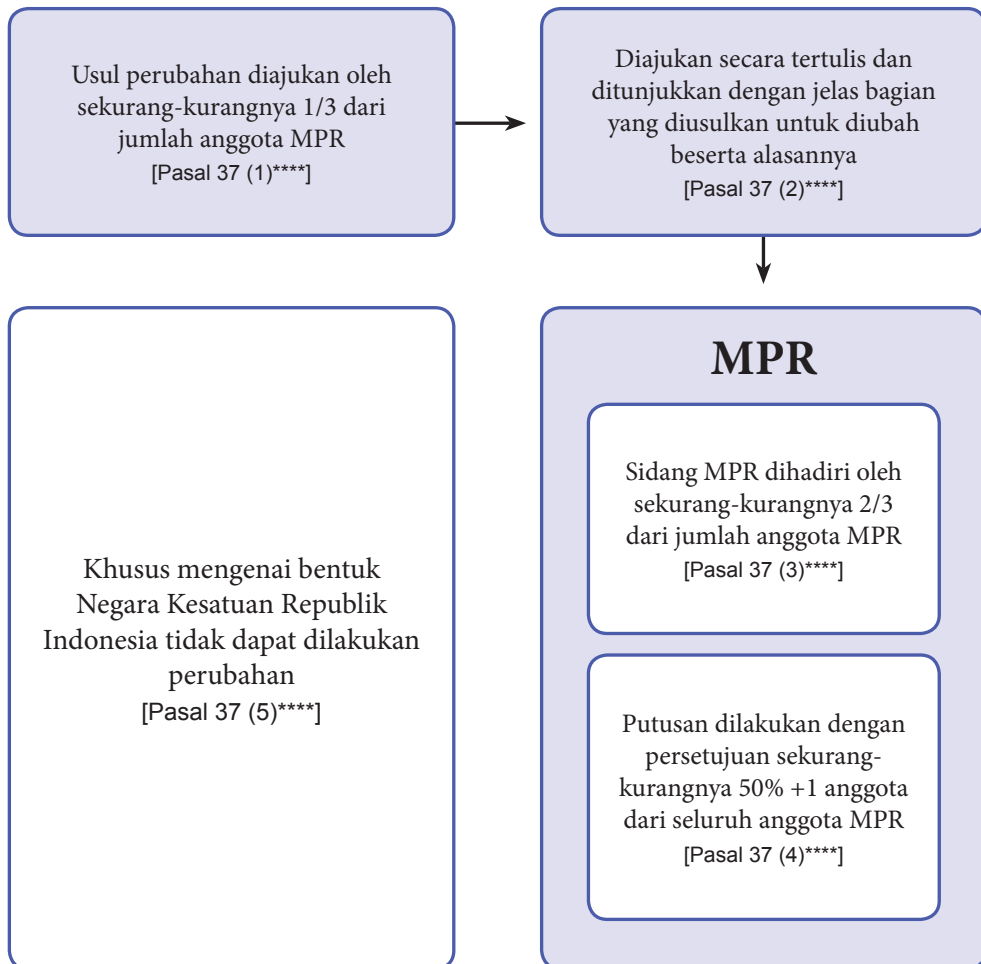 Usul perubahan diajukan oleh
sekurang-kurangnya 1/3 dari
jumlah anggota MPR
[Pasal 37 (1)****]
Diajukan secara tertulis dan
ditunjukkan dengan jelas bagian
yang diusulkan untuk diubah
beserta alasannya
[Pasal 37 (2)****]
MPR
Sidang MPR dihadiri oleh
sekurang-kurangnya 2/3
dari jumlah anggota MPR
[Pasal 37 (3)****]
Putusan dilakukan dengan
persetujuan sekurang-
kurangnya 50% +1 anggota
dari seluruh anggota MPR
[Pasal 37 (4)****]
Khusus mengenai bentuk
Negara Kesatuan Republik
Indonesia tidak dapat dilakukan
perubahan
[Pasal 37 (5)****]